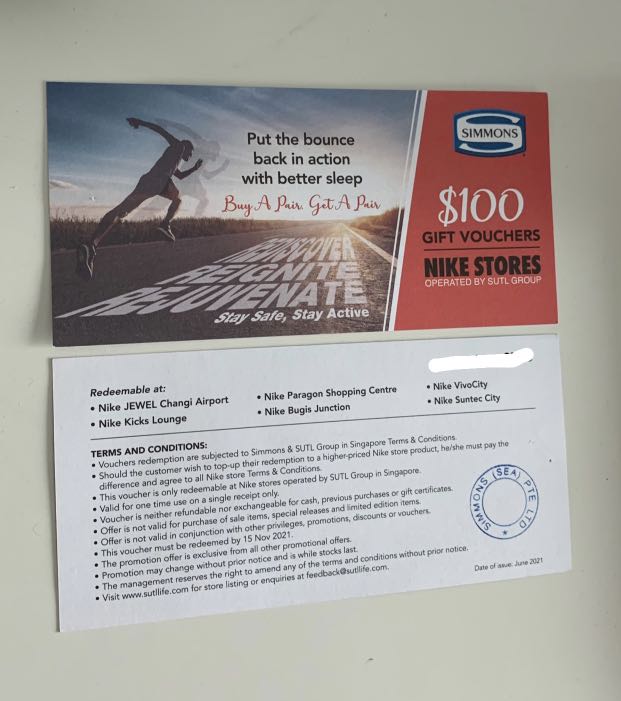 Put the bounce
back in action
with better sleep
Buy A Pair. Get A Pair
REDISCOVER
REIGNITE
REJUVENATE
Stay Safe, Stay Active
SIMMONS
$100
GIFT VOUCHERS
NIKE STORES
OPERATED BY SUTL GROUP
Redeemable at:
• Nike JEWEL Changi Airport
• Nike Kicks Lounge
• Nike Paragon Shopping Centre
• Nike Bugis Junction
• Nike VivoCity
• Nike Suntec City
TERMS AND CONDITIONS:
• Vouchers redemption are subjected to Simmons & SUTL Group in Singapore Terms & Conditions.
• Should the customer wish to top-up their redemption to a higher-priced Nike store product, he/she must pay the
difference and agree to all Nike store Terms & Conditions.
• This voucher is only redeemable at Nike stores operated by SUTL Group in Singapore.
• Valid for one time use on a single receipt only.
• Voucher is neither refundable nor exchangeable for cash, previous purchases or gift certificates.
• Offer is not valid for purchase of sale items, special releases and limited edition items.
• Offer is not valid in conjunction with other privileges, promotions, discounts or vouchers.
• This voucher must be redeemed by 15 Nov 2021.
• The promotion offer is exclusive from all other promotional offers.
• Promotion may change without prior notice and is while stocks last.
• The management reserves the right to amend any of the terms and conditions without prior notice.
• Visit www.sutllife.com for store listing or enquiries at feedback@sutllife.com
SIMMONS (SEA) PTE LTD
Date of issue: June 2021